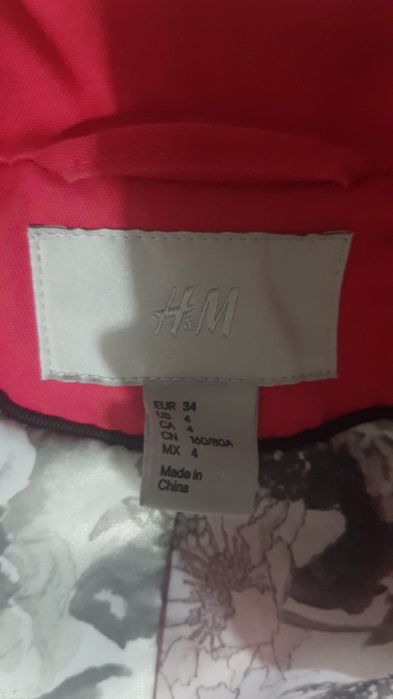 H&M
EUR 34
US 4
CA 4
CN 160/80A
MX 4
Made in
China